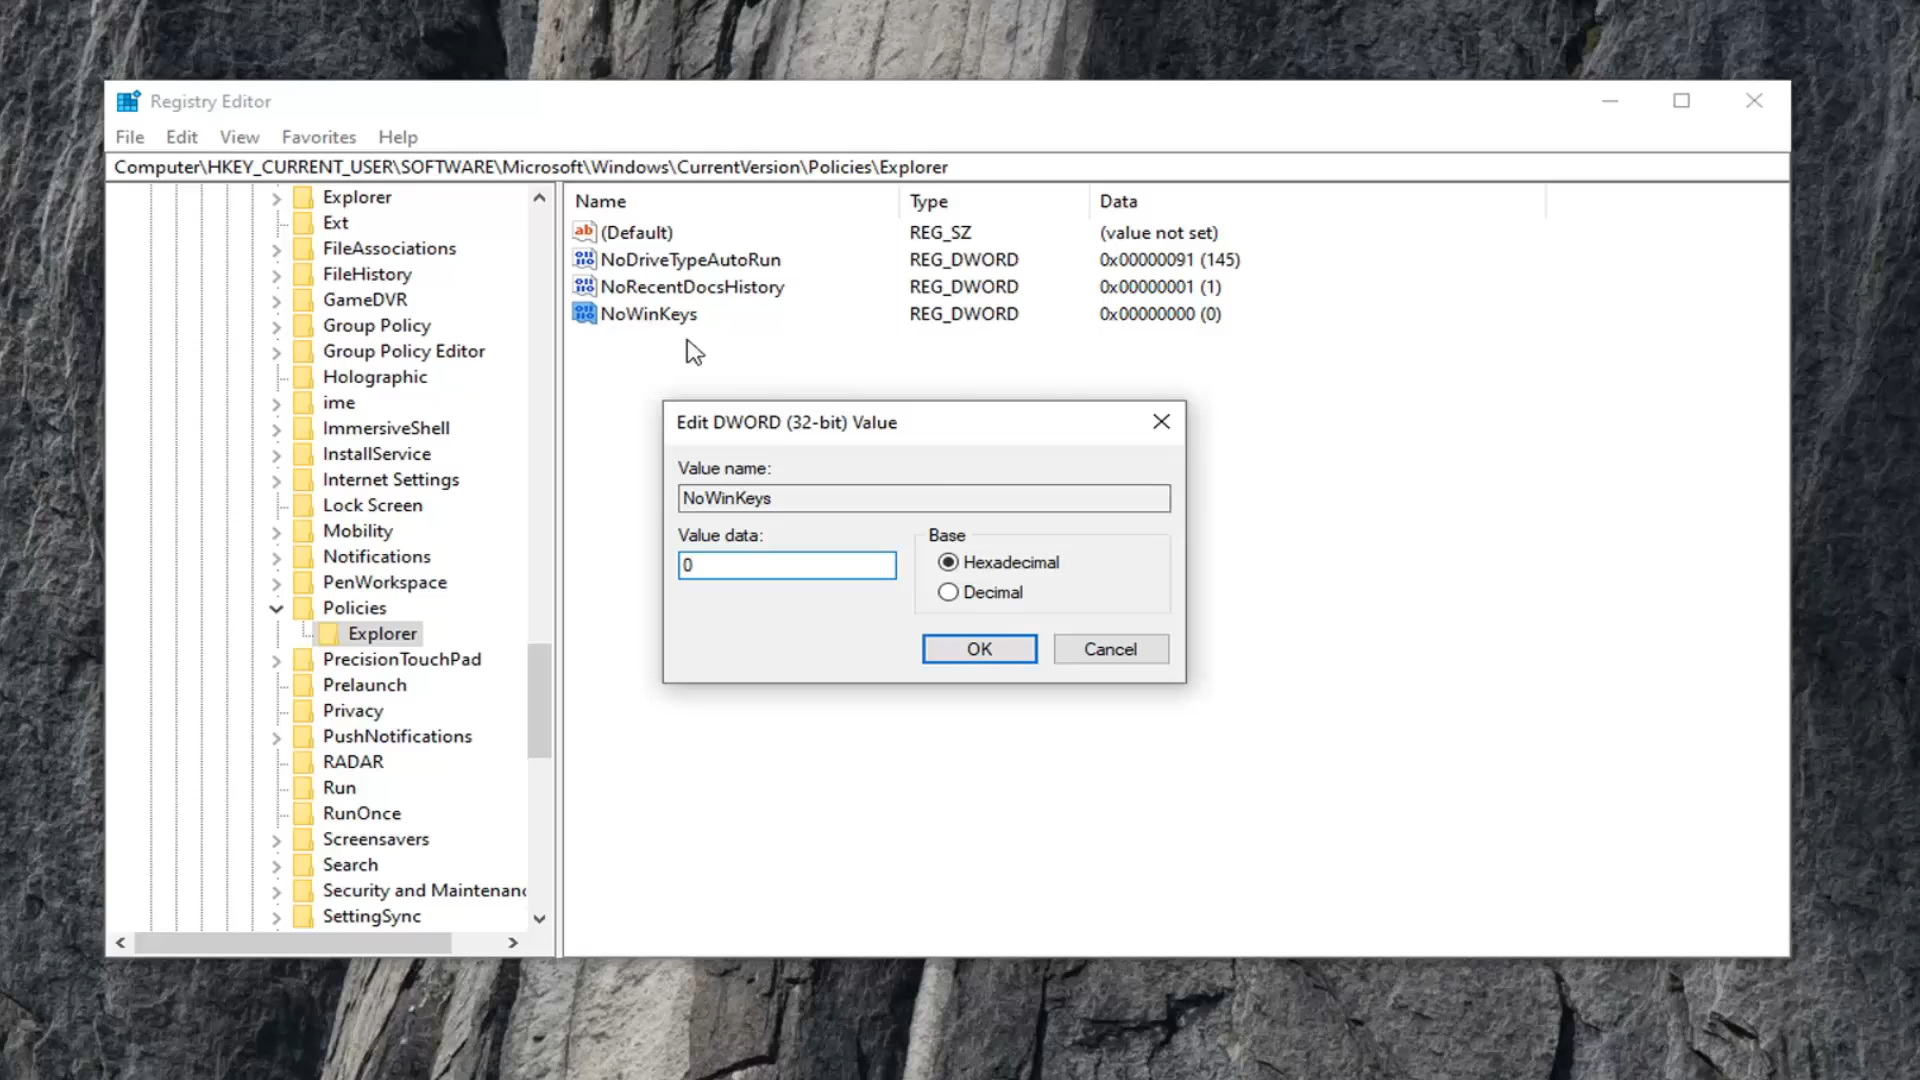 Registry Editor
File Edit View Favorites Help
Computer\HKEY_CURRENT_USER\SOFTWARE\Microsoft\Windows\CurrentVersion\Policies\Explorer
Explorer
Ext
FileAssociations
FileHistory
GameDVR
Group Policy
Group Policy Editor
Holographic
ime
ImmersiveShell
InstallService
Internet Settings
Lock Screen
Mobility
Notifications
PenWorkspace
Policies
Explorer
PrecisionTouchPad
Prelaunch
Privacy
PushNotifications
RADAR
Run
RunOnce
Screensavers
Search
Security and Maintenanc
SettingSync
Name Type Data
(Default) REG_SZ (value not set)
NoDriveTypeAutoRun REG_DWORD 0x00000091 (145)
NoRecentDocsHistory REG_DWORD 0x00000001 (1)
NoWinKeys REG_DWORD 0x00000000 (0)
Edit DWORD (32-bit) Value
Value name:
NoWinKeys
Value data: Base
0 Hexadecimal
Decimal
OK Cancel